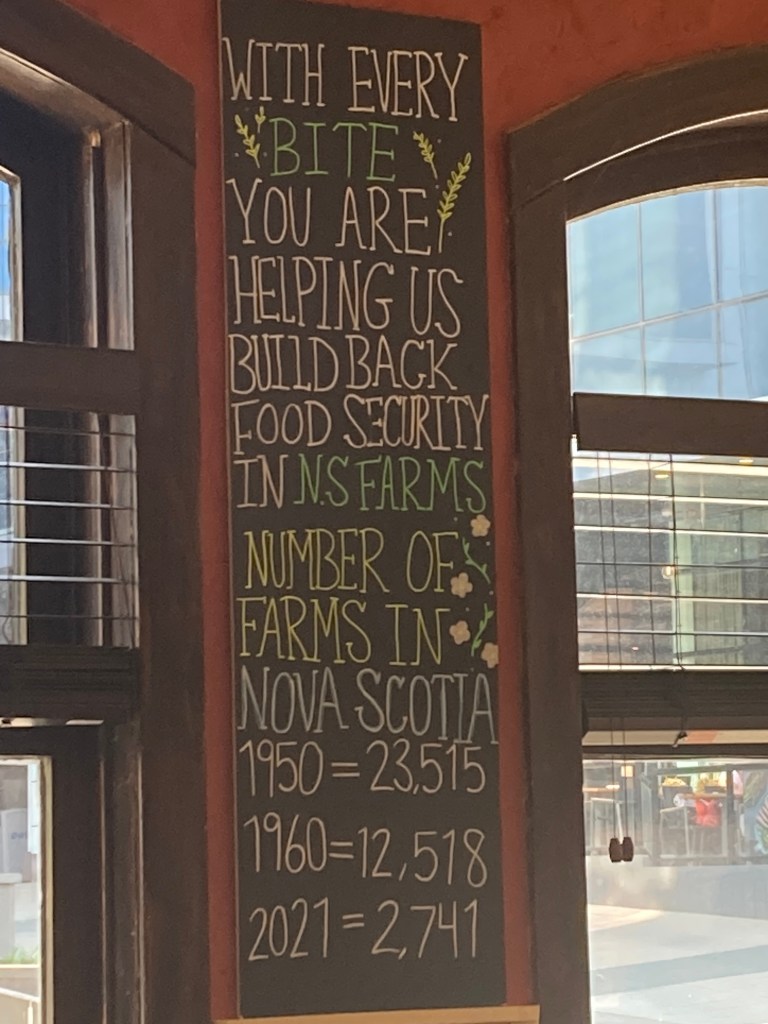 WITH EVERY
BITE
YOU ARE
HELPING US
BUILD BACK
FOOD SECURITY
IN N.S FARMS
NUMBER OF
FARMS IN
NOVA SCOTIA
1950 = 23,515
1960 = 12,518
2021 = 2,741